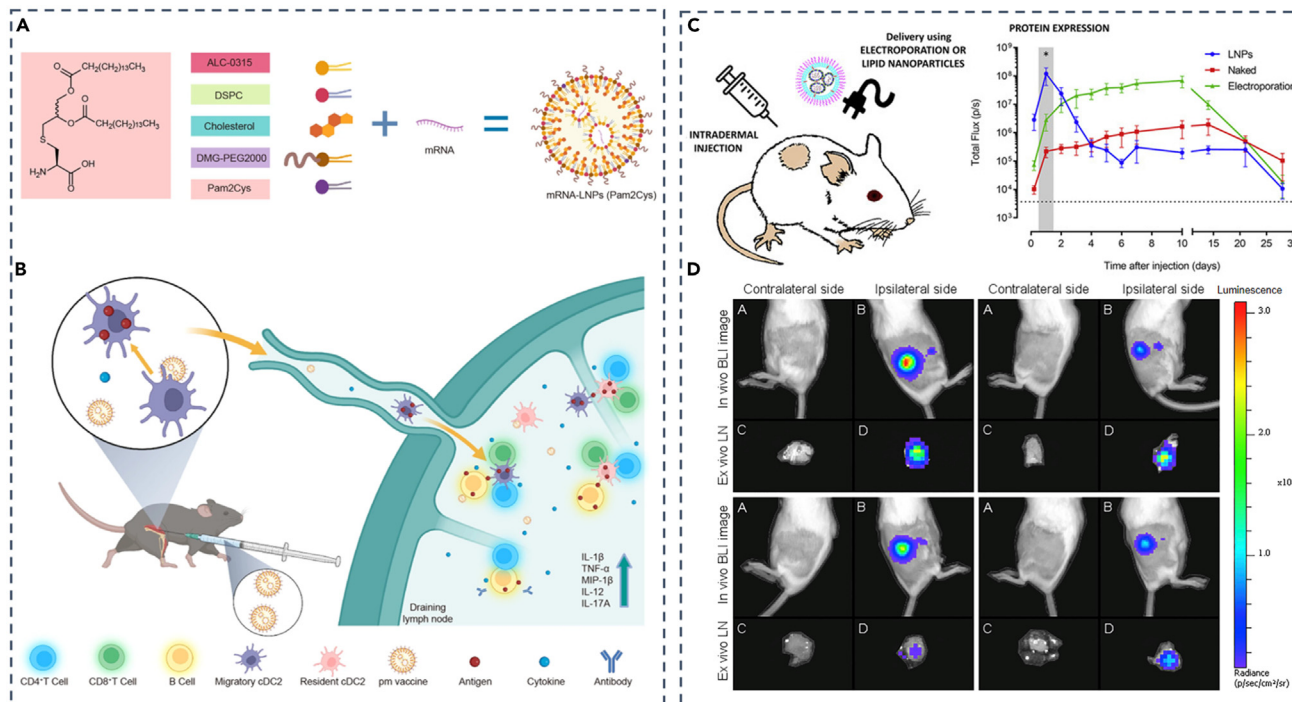 A
CH₂(CH₂)₁₃CH₃
O
O
O
O
CH₂(CH₂)₁₃CH₃
S
OH
H₂N
O
ALC-0315
DSPC
Cholesterol
DMG-PEG2000
Pam2Cys
mRNA
mRNA-LNPs (Pam2Cys)
B
IL-1β
TNF-α
MIP-1β
IL-12
IL-17A
Draining
lymph node
CD4⁺T Cell
CD8⁺T Cell
B Cell
Migratory cDC2
Resident cDC2
pm vaccine
Antigen
Cytokine
Antibody
C
Delivery using
ELECTROPORATION OR
LIPID NANOPARTICLES
INTRADERMAL
INJECTION
PROTEIN EXPRESSION
*
LNPs
Naked
Electroporation
Total Flux (p/s)
10⁹
10⁸
10⁷
10⁶
10⁵
10⁴
10³
0 2 4 6 8 10 15 20 25
Time after injection (days)
D
Contralateral side Ipsilateral side Contralateral side Ipsilateral side
Luminescence
In vivo BLI image
A B A B
Ex vivo LN
C D C D
In vivo BLI image
A B A B
Ex vivo LN
C D C D
3.0
2.0
x10
1.0
Radiance
(p/sec/cm²/sr)